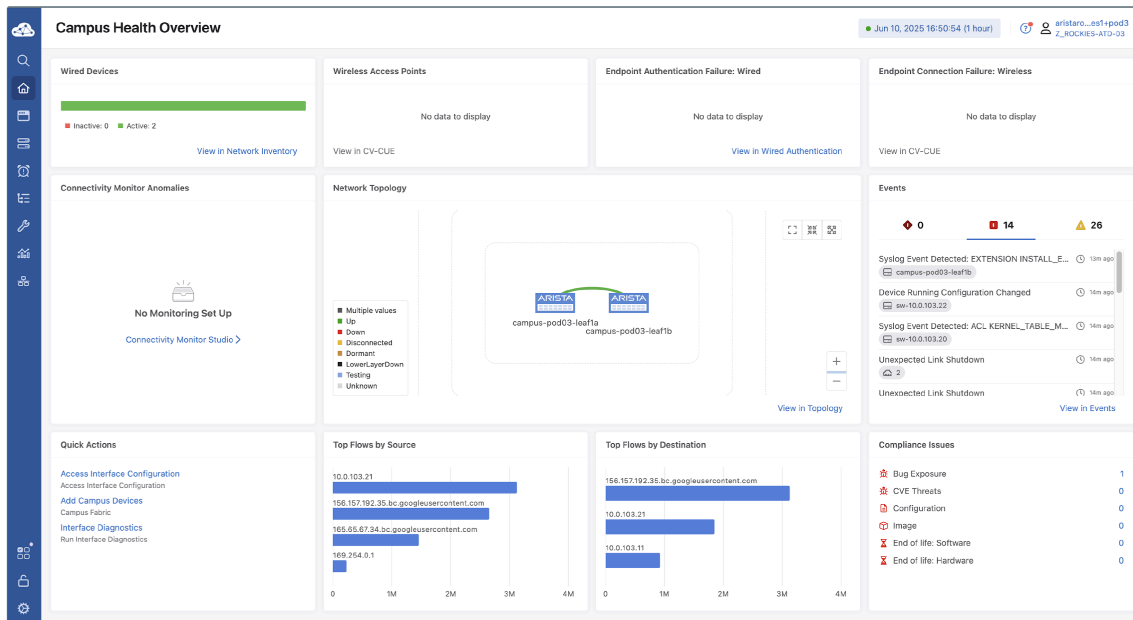 Campus Health Overview
Jun 10, 2025 16:50:54 (1 hour)
aristaro...es1+pod3
Z_ROCKIES-ATD-03
Wired Devices
Inactive: 0 Active: 2
View in Network Inventory
Wireless Access Points
No data to display
View in CV-CUE
Endpoint Authentication Failure: Wired
No data to display
View in Wired Authentication
Endpoint Connection Failure: Wireless
No data to display
View in CV-CUE
Connectivity Monitor Anomalies
No Monitoring Set Up
Connectivity Monitor Studio
Network Topology
Multiple values
Up
Down
Disconnected
Dormant
LowerLayerDown
Testing
Unknown
ARISTA
ARISTA
campus-pod03-leaf1a
campus-pod03-leaf1b
+
−
View in Topology
Events
0
14
26
Syslog Event Detected: EXTENSION INSTALL_E... 13m ago
campus-pod03-leaf1b
Device Running Configuration Changed 14m ago
sw-10.0.103.22
Syslog Event Detected: ACL KERNEL_TABLE_M... 14m ago
sw-10.0.103.20
Unexpected Link Shutdown 14m ago
2
Unexpected Link Shutdown 14m ago
View in Events
Quick Actions
Access Interface Configuration
Access Interface Configuration
Add Campus Devices
Campus Fabric
Interface Diagnostics
Run Interface Diagnostics
Top Flows by Source
10.0.103.21
156.157.192.35.bc.googleusercontent.com
165.65.67.34.bc.googleusercontent.com
169.254.0.1
0 1M 2M 3M 4M
Top Flows by Destination
156.157.192.35.bc.googleusercontent.com
10.0.103.21
10.0.103.11
0 1M 2M 3M 4M
Compliance Issues
Bug Exposure 1
CVE Threats 0
Configuration 0
Image 0
End of life: Software 0
End of life: Hardware 0